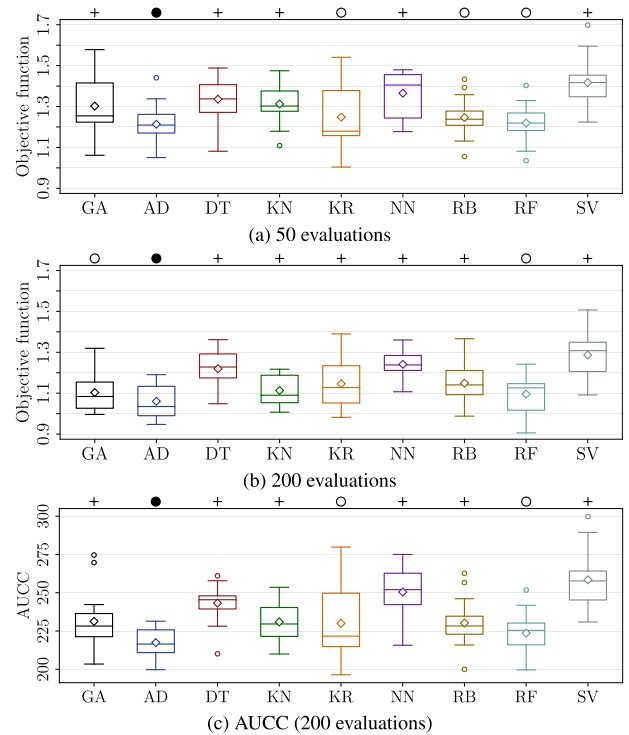 + ● + + ○ + ○ ○ +
Objective function
1.7
1.5
1.3
1.1
0.9
GA AD DT KN KR NN RB RF SV
(a) 50 evaluations
○ ● + + + + + ○ +
Objective function
1.7
1.5
1.3
1.1
0.9
GA AD DT KN KR NN RB RF SV
(b) 200 evaluations
+ ● + + ○ + + ○ +
AUCC
300
275
250
225
200
GA AD DT KN KR NN RB RF SV
(c) AUCC (200 evaluations)